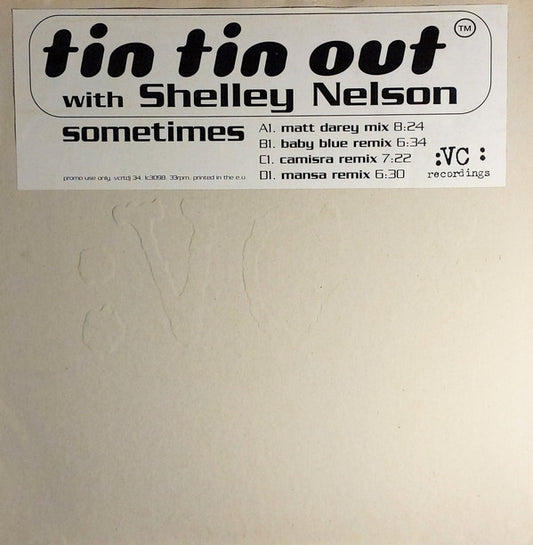 tin tin out TM
with Shelley Nelson
sometimes
A1. matt darey mix 8:24
B1. baby blue remix 6:34
C1. camisra remix 7:22
D1. mansa remix 6:30
:VC :
recordings
promo use only. vcrtdj 34. lc3098. 33rpm. printed in the e.u
:VC